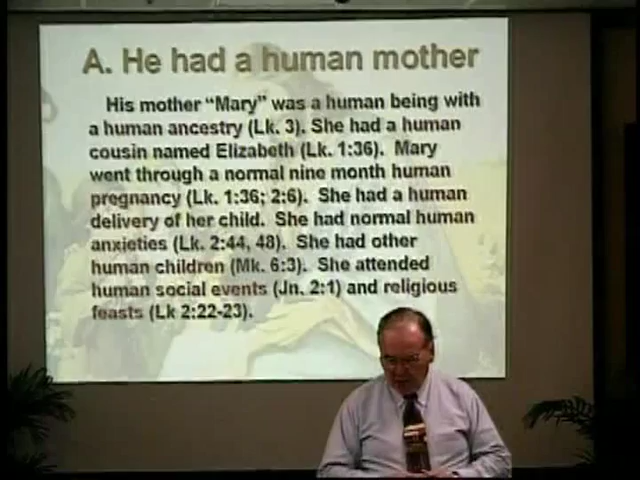 A. He had a human mother
His mother “Mary” was a human being with
a human ancestry (Lk. 3). She had a human
cousin named Elizabeth (Lk. 1:36). Mary
went through a normal nine month human
pregnancy (Lk. 1:36; 2:6). She had a human
delivery of her child. She had normal human
anxieties (Lk. 2:44, 48). She had other
human children (Mk. 6:3). She attended
human social events (Jn. 2:1) and religious
feasts (Lk 2:22-23).